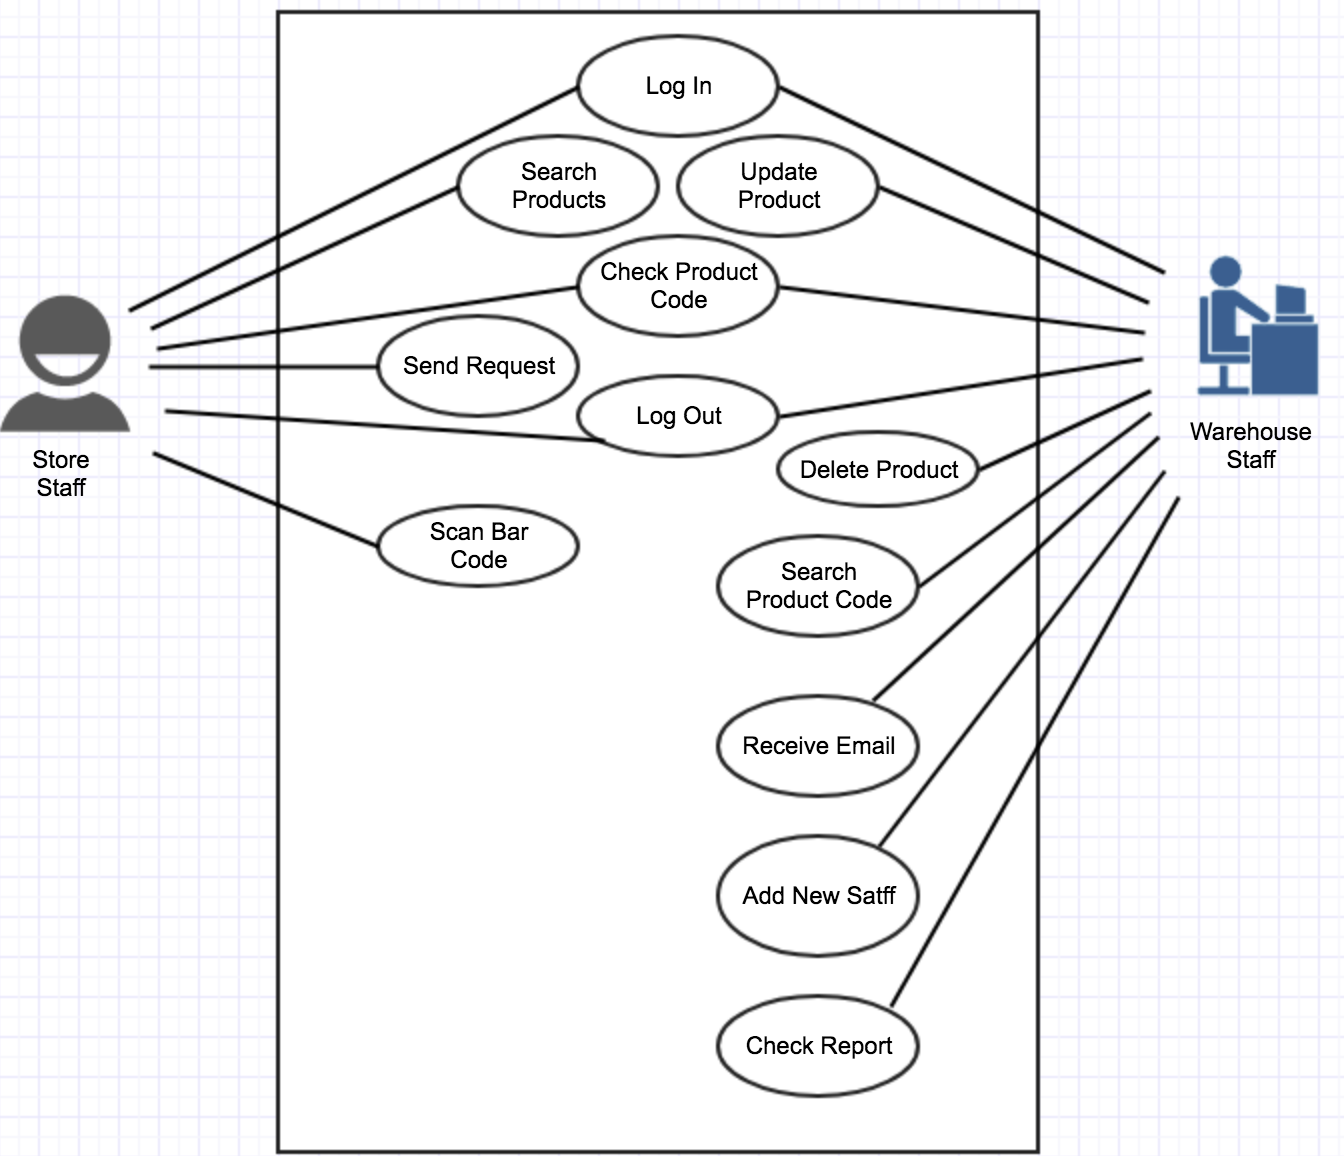 Log In
Search
Products
Update
Product
Check Product
Code
Send Request
Log Out
Store
Staff
Warehouse
Staff
Delete Product
Scan Bar
Code
Search
Product Code
Receive Email
Add New Satff
Check Report